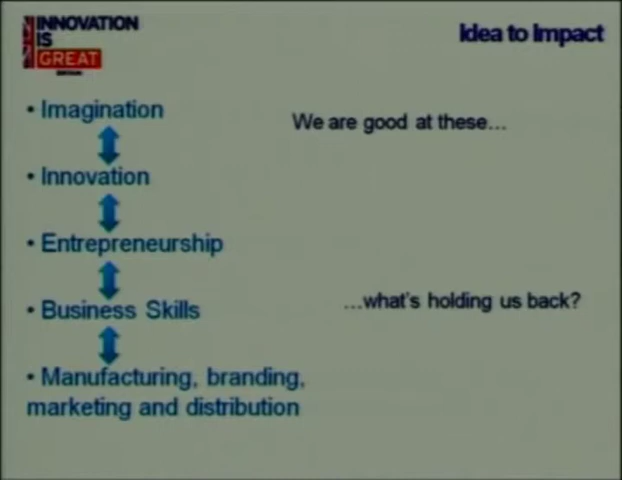 INNOVATION
IS
GREAT
BRITAIN
Idea to Impact
• Imagination
We are good at these...
• Innovation
• Entrepreneurship
• Business Skills
...what's holding us back?
• Manufacturing, branding,
marketing and distribution